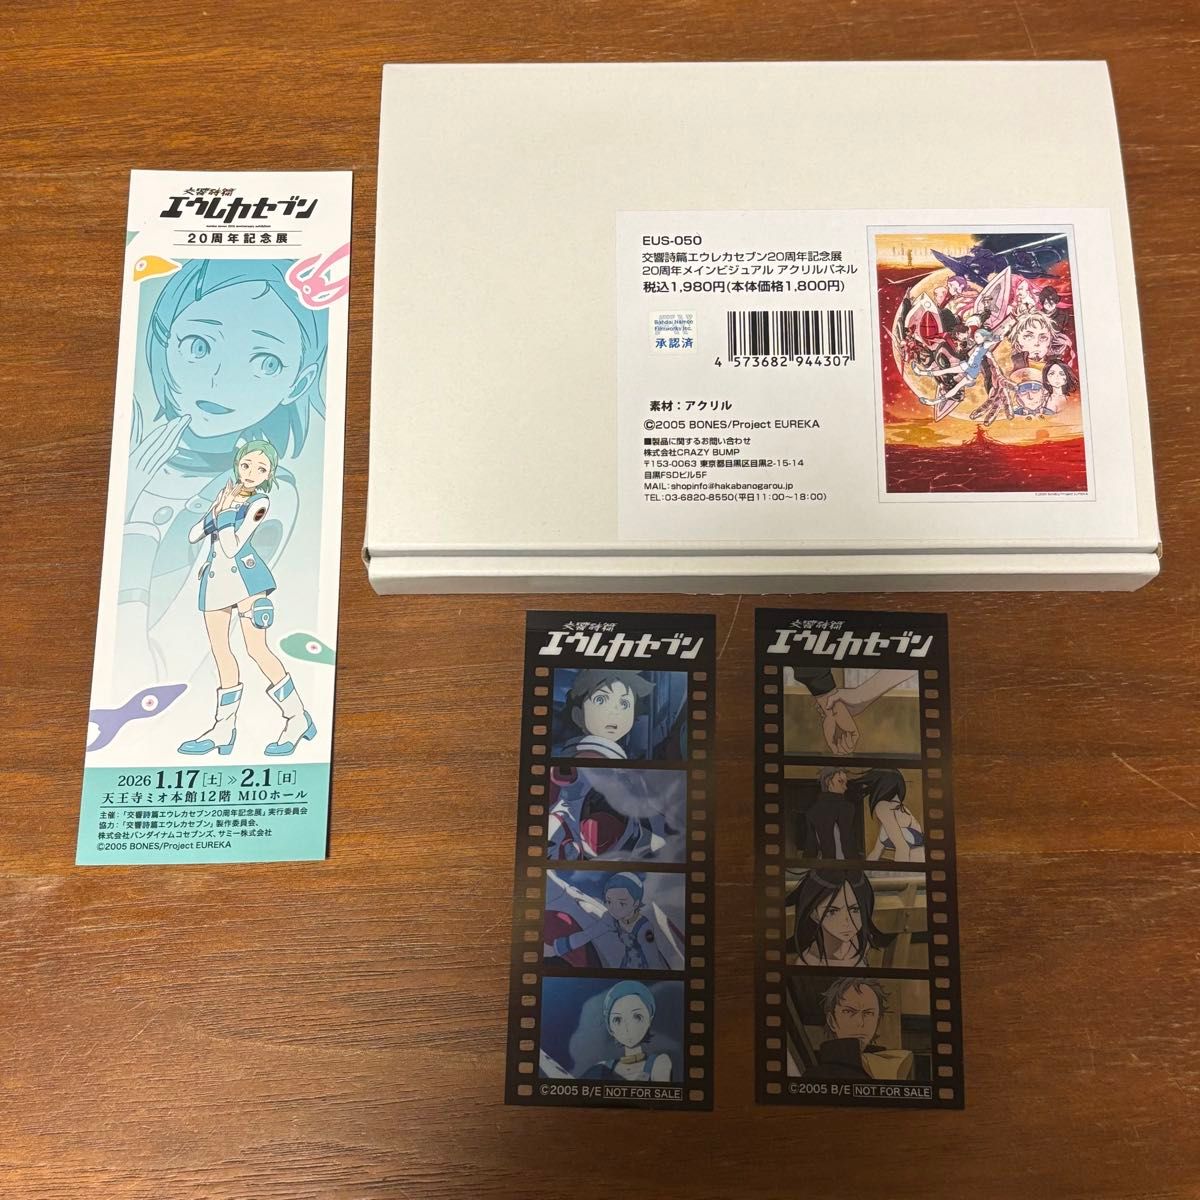 交響詩篇
エウレカセブン
eureka seven 20th anniversary exhibition
20周年記念展
2026 1.17[土]≫2.1[日]
天王寺ミオ本館12階 MIOホール
主催：「交響詩篇エウレカセブン20周年記念展」実行委員会
協力：「交響詩篇エウレカセブン」製作委員会、
株式会社バンダイナムコセブンズ、サミー株式会社
©2005 BONES/Project EUREKA
EUS-050
交響詩篇エウレカセブン20周年記念展
20周年メインビジュアル アクリルパネル
税込1,980円(本体価格1,800円)
Bandai Namco
Filmworks Inc.
承認済
4 573682 944307
素材：アクリル
©2005 BONES/Project EUREKA
■製品に関するお問い合わせ
株式会社CRAZY BUMP
〒153-0063 東京都目黒区目黒2-15-14
目黒FSDビル5F
MAIL:shopinfo@hakabanogarou.jp
TEL:03-6820-8550(平日11:00～18:00)
©2005 BONES/Project EUREKA
交響詩篇
エウレカセブン
©2005 B/E NOT FOR SALE
交響詩篇
エウレカセブン
©2005 B/E NOT FOR SALE